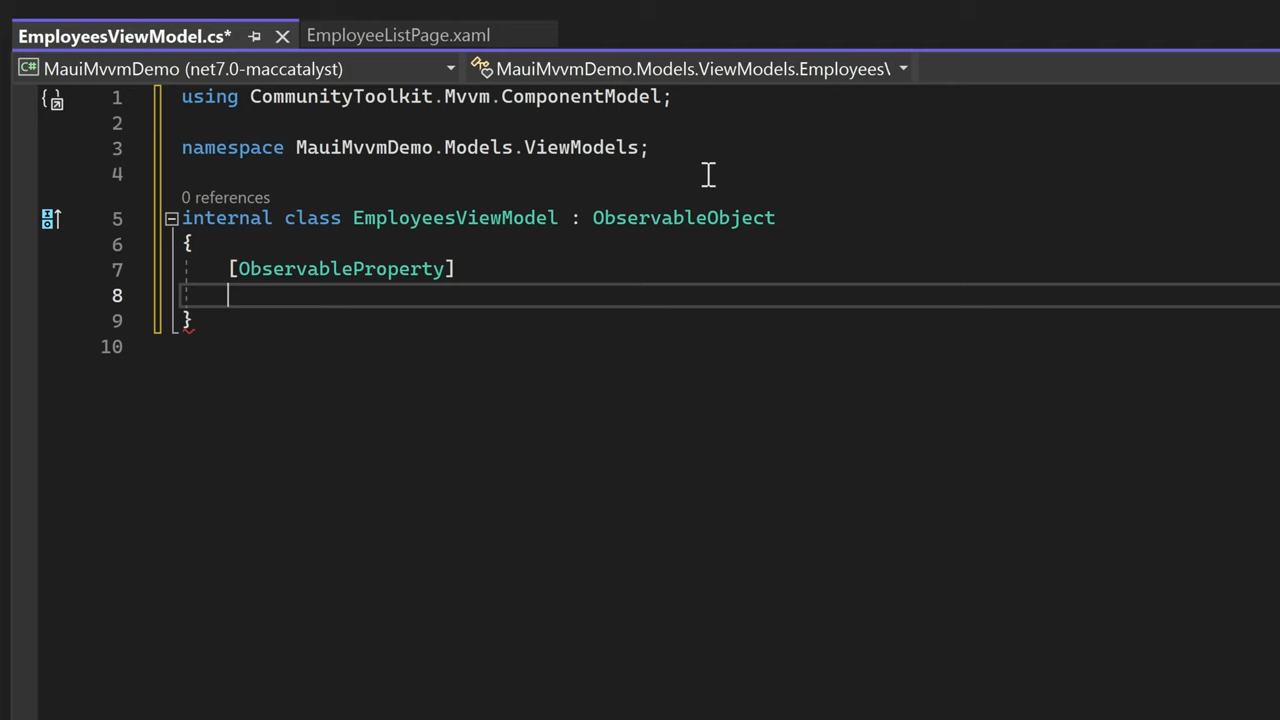 EmployeesViewModel.cs*
EmployeeListPage.xaml
C# MauiMvvmDemo (net7.0-maccatalyst)
MauiMvvmDemo.Models.ViewModels.Employees\
1 using CommunityToolkit.Mvvm.ComponentModel;
2
3 namespace MauiMvvmDemo.Models.ViewModels;
4
0 references
5 internal class EmployeesViewModel : ObservableObject
6 {
7 [ObservableProperty]
8
9 }
10